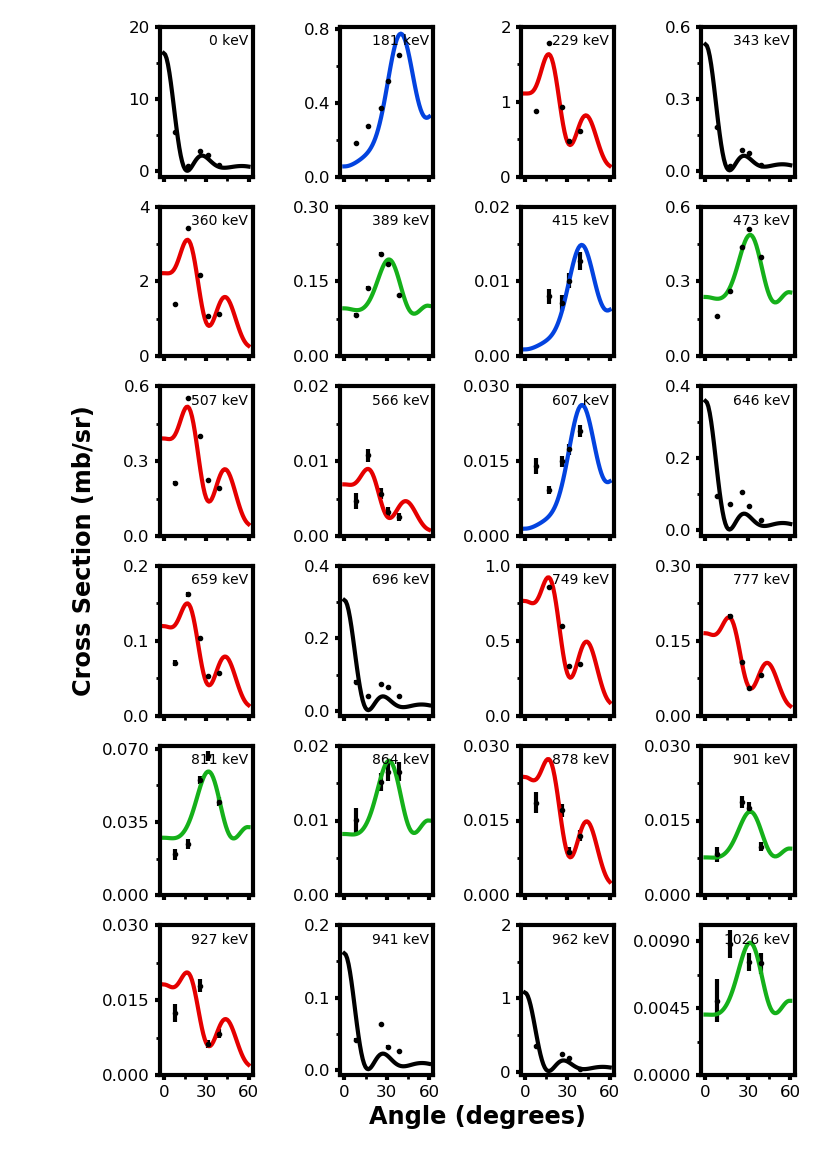 20
10
0
0 keV
0.8
0.4
0.0
181 keV
2
1
0
229 keV
0.6
0.3
0.0
343 keV
4
2
0
360 keV
0.30
0.15
0.00
389 keV
0.02
0.01
0.00
415 keV
0.6
0.3
0.0
473 keV
0.6
0.3
0.0
507 keV
0.02
0.01
0.00
566 keV
0.030
0.015
0.000
607 keV
0.4
0.2
0.0
646 keV
Cross Section (mb/sr)
0.2
0.1
0.0
659 keV
0.4
0.2
0.0
696 keV
1.0
0.5
0.0
749 keV
0.30
0.15
0.00
777 keV
0.070
0.035
0.000
811 keV
0.02
0.01
0.00
864 keV
0.030
0.015
0.000
878 keV
0.030
0.015
0.000
901 keV
0.030
0.015
0.000
927 keV
0 30 60
0.2
0.1
0.0
941 keV
0 30 60
2
1
0
962 keV
0 30 60
0.0090
0.0045
0.0000
1026 keV
0 30 60
Angle (degrees)